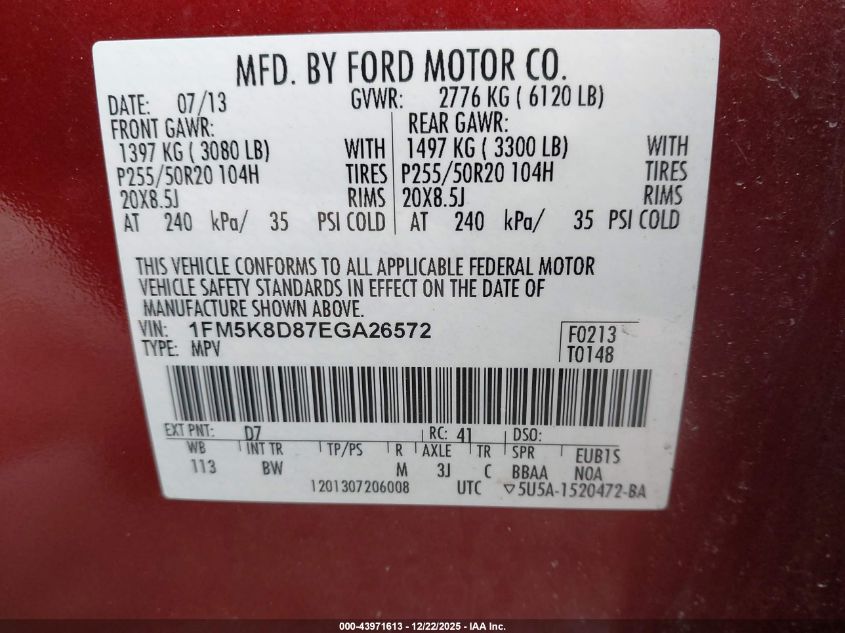 MFD. BY FORD MOTOR CO.
DATE: 07/13 GVWR: 2776 KG ( 6120 LB)
FRONT GAWR: REAR GAWR:
1397 KG ( 3080 LB) WITH 1497 KG ( 3300 LB) WITH
P255/50R20 104H TIRES P255/50R20 104H TIRES
20X8.5J RIMS 20X8.5J RIMS
AT 240 kPa/ 35 PSI COLD AT 240 kPa/ 35 PSI COLD
THIS VEHICLE CONFORMS TO ALL APPLICABLE FEDERAL MOTOR
VEHICLE SAFETY STANDARDS IN EFFECT ON THE DATE OF
MANUFACTURE SHOWN ABOVE.
VIN: 1FM5K8D87EGA26572 F0213
TYPE: MPV T0148
EXT PNT: D7 RC: 41 DSO:
WB INT TR TP/PS R AXLE TR SPR EUB1S
113 BW M 3J C BBAA N0A
1201307206008 UTC ▽5U5A-1520472-BA
000-43971613 - 12/22/2025 - IAA Inc.